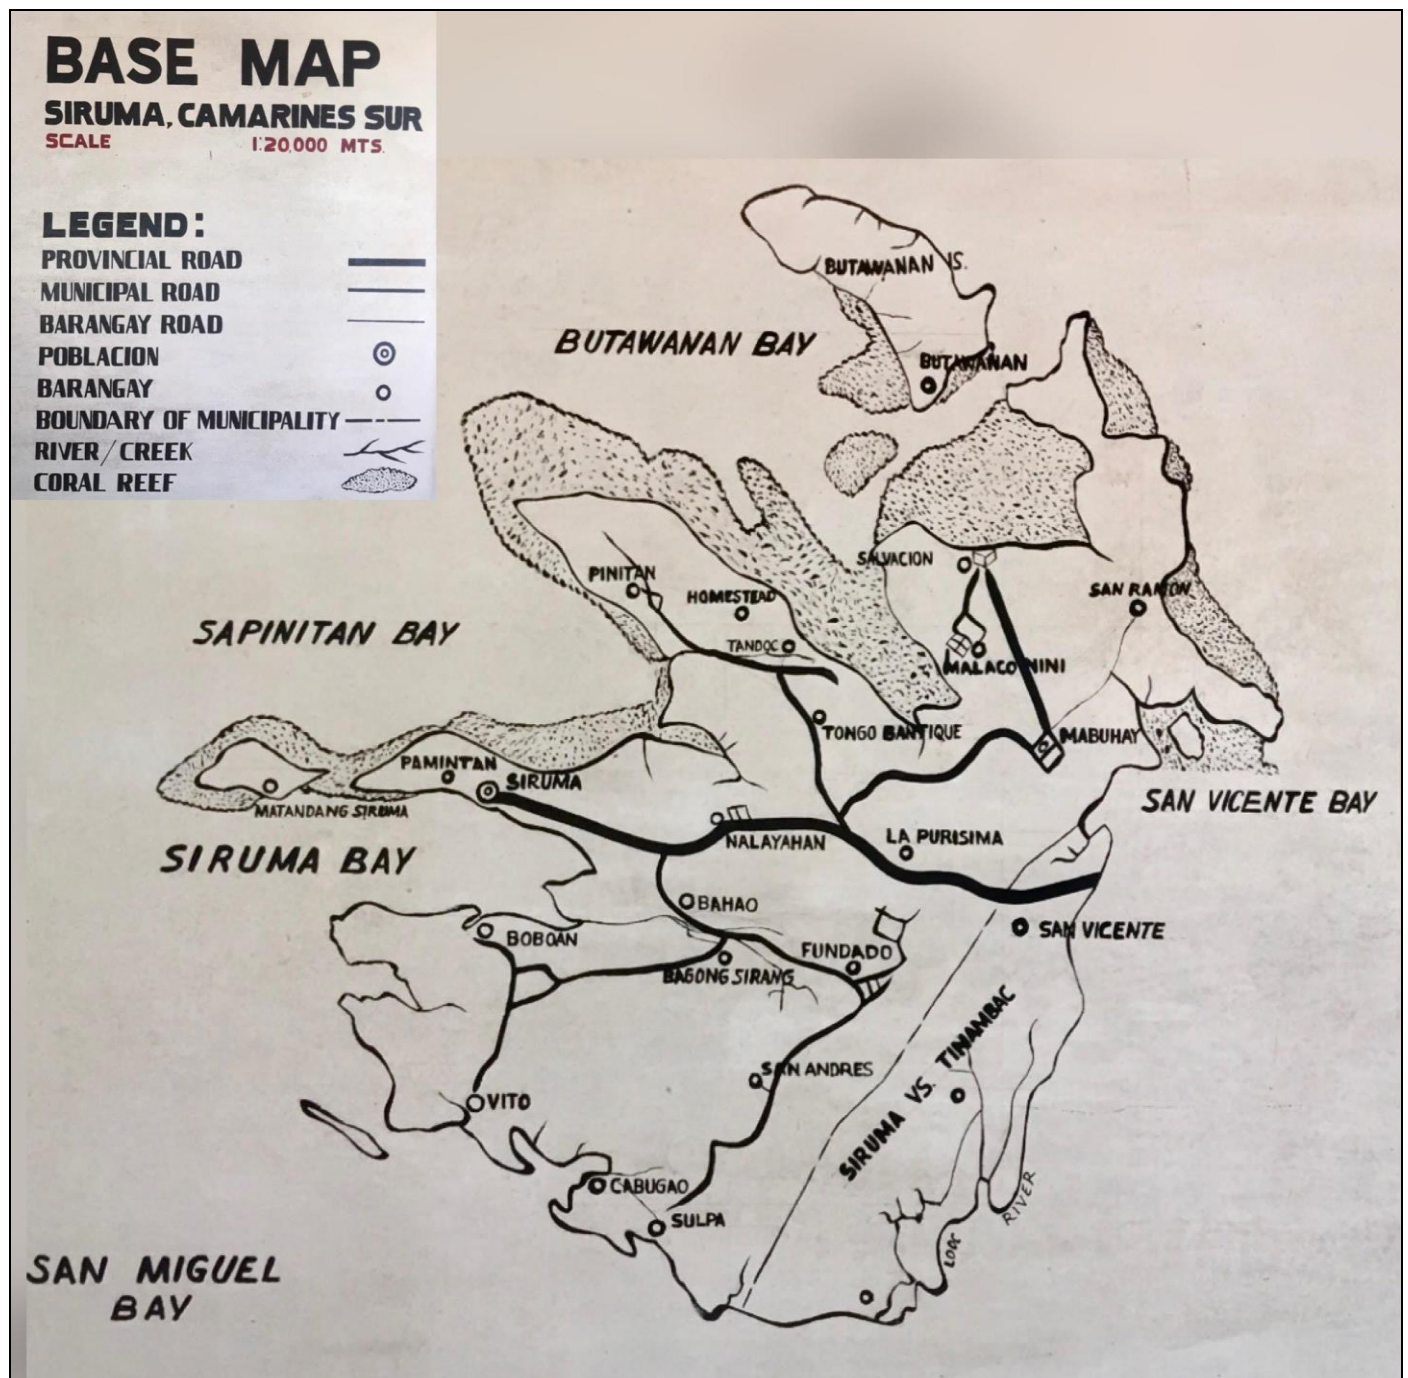 BASE MAP
SIRUMA, CAMARINES SUR
SCALE 1:20,000 MTS.
LEGEND:
PROVINCIAL ROAD
MUNICIPAL ROAD
BARANGAY ROAD
POBLACION
BARANGAY
BOUNDARY OF MUNICIPALITY
RIVER/CREEK
CORAL REEF
BUTAWANAN IS.
BUTAWANAN BAY
BUTAWANAN
SALVACION
PINITAN
SAN RAMON
HOMESTEAD
SAPINITAN BAY
TANDOC
MALACONINI
TONGO BANTIQUE
MABUHAY
PAMINTAN
SIRUMA
MATANDANG SIRUMA
SAN VICENTE BAY
NALAYAHAN
LA PURISIMA
SIRUMA BAY
BAHAO
SAN VICENTE
BOBOAN
FUNDADO
BAGONG SIRANG
SAN ANDRES
SIRUMA VS. TINAMBAC
VITO
CABUGAO
SULPA
LODC RIVER
SAN MIGUEL
BAY